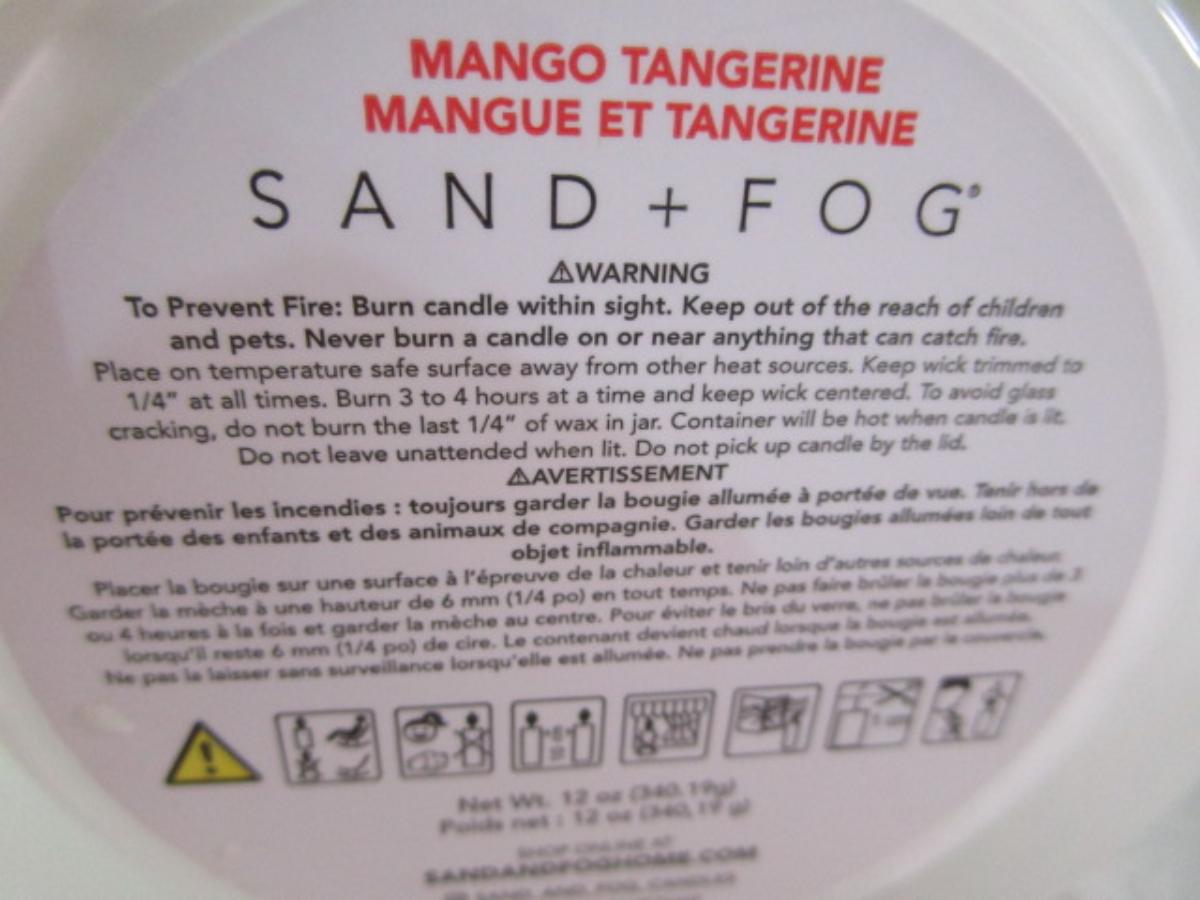 MANGO TANGERINE
MANGUE ET TANGERINE
SAND + FOG®
⚠WARNING
To Prevent Fire: Burn candle within sight. Keep out of the reach of children
and pets. Never burn a candle on or near anything that can catch fire.
Place on temperature safe surface away from other heat sources. Keep wick trimmed to
1/4” at all times. Burn 3 to 4 hours at a time and keep wick centered. To avoid glass
cracking, do not burn the last 1/4” of wax in jar. Container will be hot when candle is lit.
Do not leave unattended when lit. Do not pick up candle by the lid.
⚠AVERTISSEMENT
Pour prévenir les incendies : toujours garder la bougie allumée à portée de vue. Tenir hors de
la portée des enfants et des animaux de compagnie. Garder les bougies allumées loin de tout
objet inflammable.
Placer la bougie sur une surface à l’épreuve de la chaleur et tenir loin d’autres sources de chaleur.
Garder la mèche à une hauteur de 6 mm (1/4 po) en tout temps. Ne pas faire brûler la bougie plus de 3
ou 4 heures à la fois et garder la mèche au centre. Pour éviter le bris du verre, ne pas brûler la bougie
lorsqu’il reste 6 mm (1/4 po) de cire. Le contenant devient chaud lorsque la bougie est allumée.
Ne pas la laisser sans surveillance lorsqu’elle est allumée. Ne pas prendre la bougie par le couvercle.
Net Wt. 12 oz (340.19g)
Poids net : 12 oz (340,19 g)
SHOP ONLINE AT
SANDANDFOGHOME.COM
SAND_AND_FOG_CANDLES